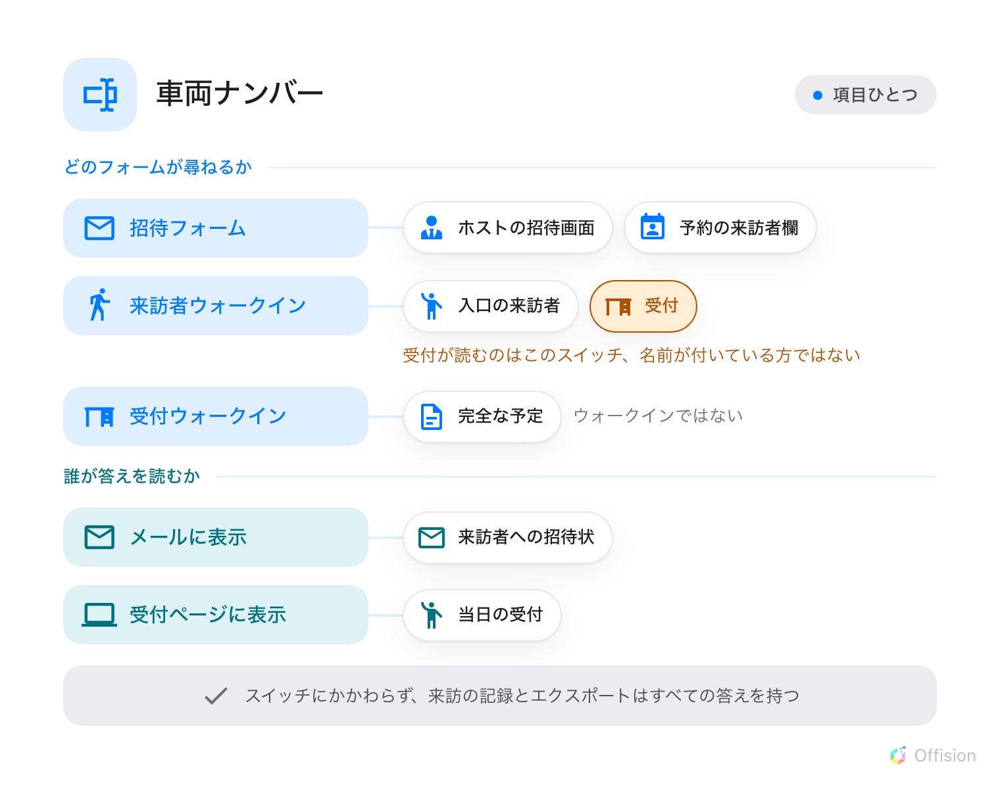 車両ナンバー
項目ひとつ
どのフォームが尋ねるか
招待フォーム
ホストの招待画面
予約の来訪者欄
来訪者ウォークイン
入口の来訪者
受付
受付が読むのはこのスイッチ、名前が付いている方ではない
受付ウォークイン
完全な予定
ウォークインではない
誰が答えを読むか
メールに表示
来訪者への招待状
受付ページに表示
当日の受付
スイッチにかかわらず、来訪の記録とエクスポートはすべての答えを持つ
Offision